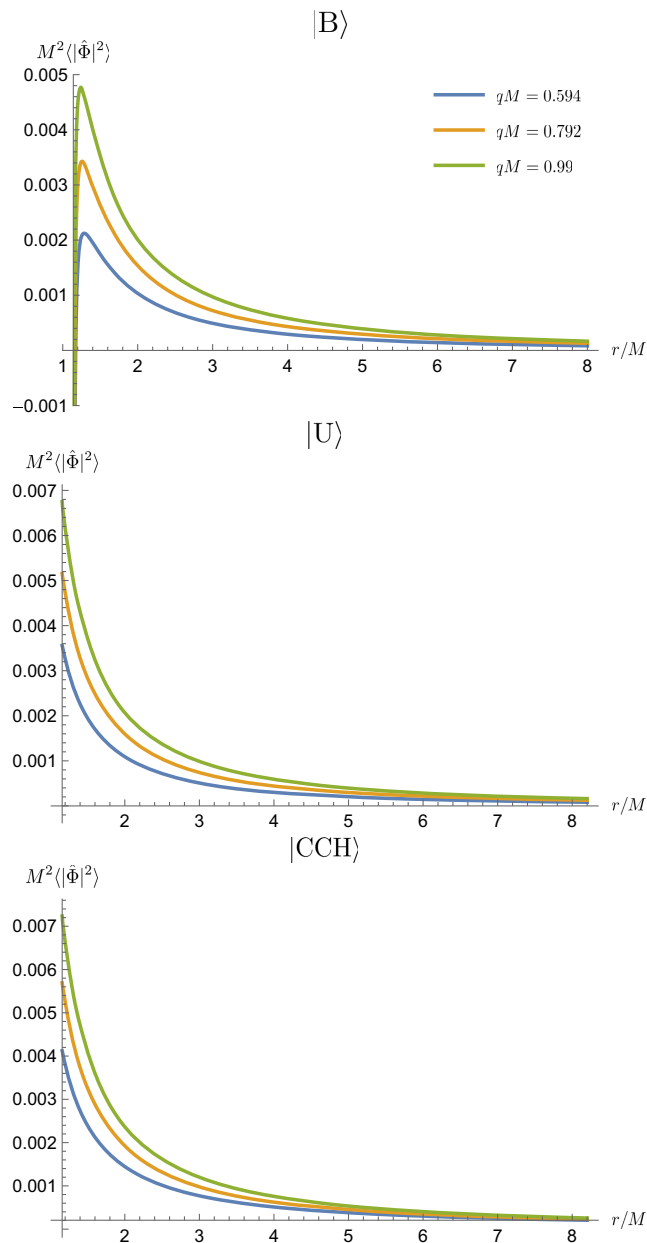 |B⟩
M²⟨|Φ̂|²⟩
0.005
qM = 0.594
0.004
qM = 0.792
0.003
qM = 0.99
0.002
0.001
r/M
1 2 3 4 5 6 7 8
−0.001
|U⟩
M²⟨|Φ̂|²⟩
0.007
0.006
0.005
0.004
0.003
0.002
0.001
r/M
2 3 4 5 6 7 8
|CCH⟩
M²⟨|Φ̂|²⟩
0.007
0.006
0.005
0.004
0.003
0.002
0.001
r/M
2 3 4 5 6 7 8